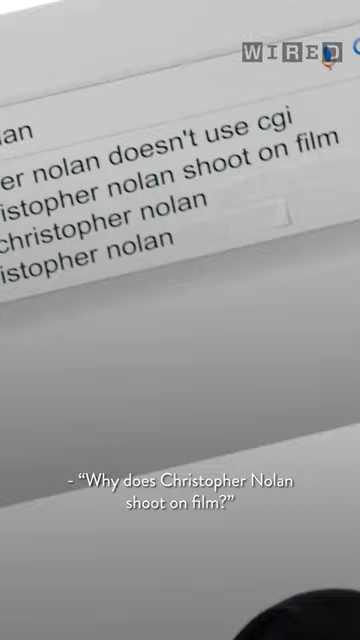 WIRED
lan
er nolan doesn't use cgi
istopher nolan shoot on film
christopher nolan
istopher nolan
- “Why does Christopher Nolan
shoot on film?”